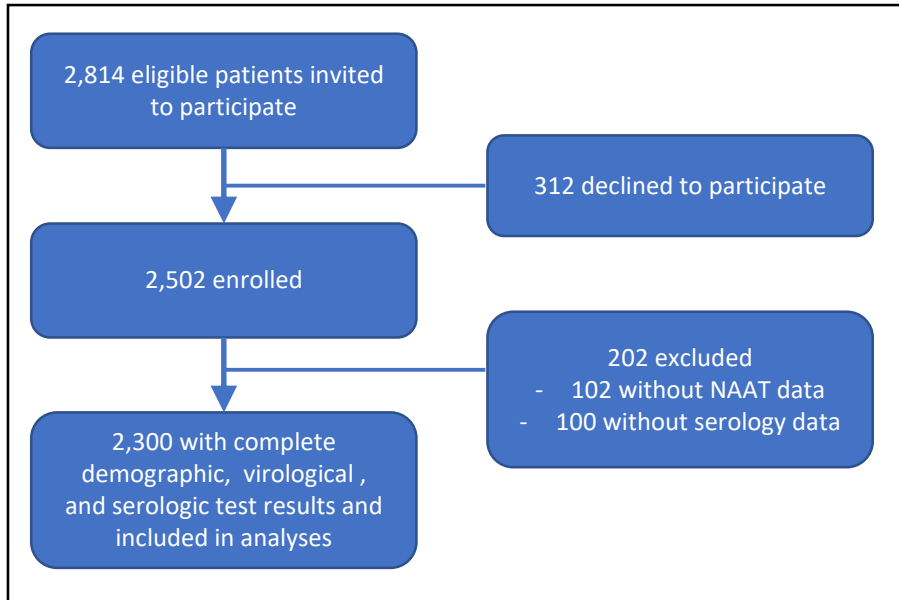 2,814 eligible patients invited
to participate
312 declined to participate
2,502 enrolled
202 excluded
- 102 without NAAT data
- 100 without serology data
2,300 with complete
demographic, virological ,
and serologic test results and
included in analyses